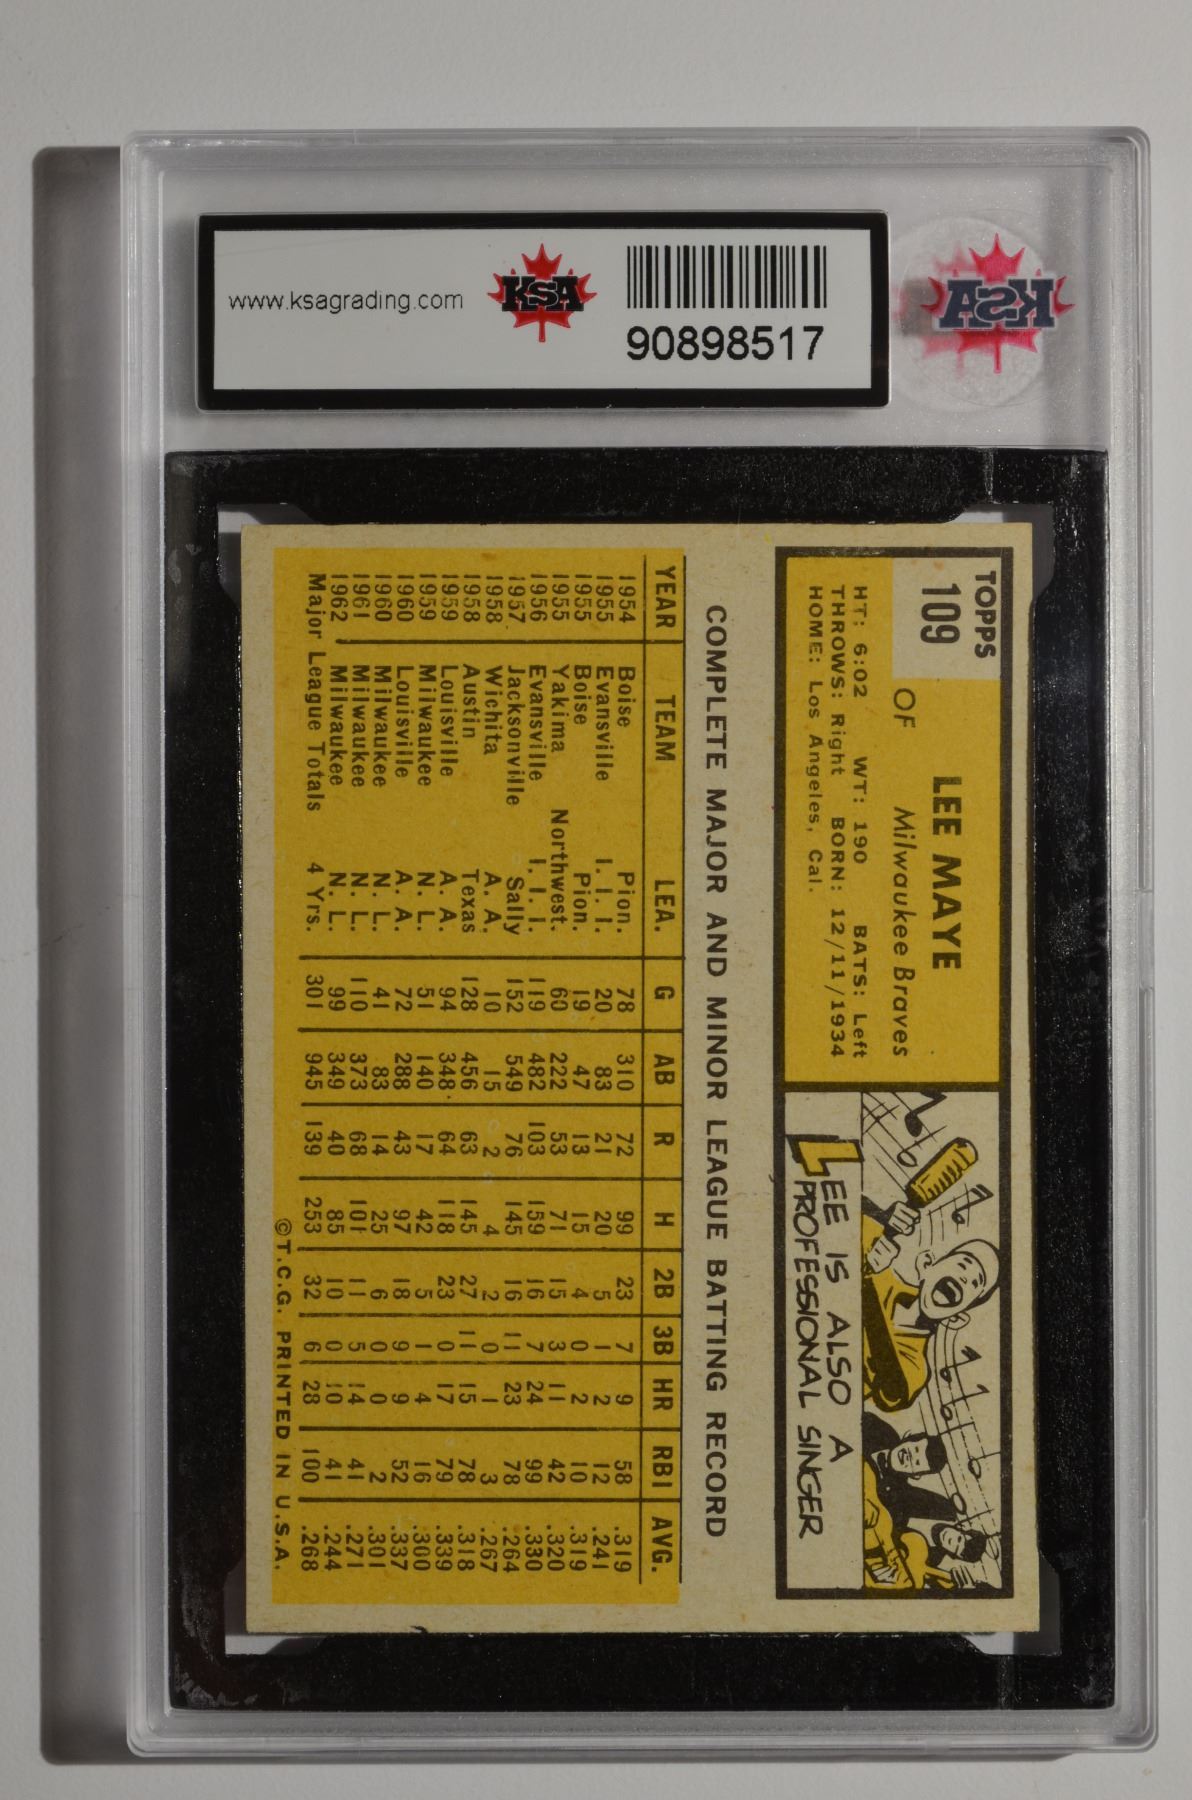 www.ksagrading.com
KSA
90898517
KSA
TOPPS
109
LEE MAYE
OF Milwaukee Braves
HT: 6:02 WT: 190 BATS: Left
THROWS: Right BORN: 12/11/1934
HOME: Los Angeles, Cal.
LEE IS ALSO A
PROFESSIONAL SINGER
COMPLETE MAJOR AND MINOR LEAGUE BATTING RECORD
YEAR TEAM LEA. G AB R H 2B 3B HR RBI AVG.
1954 Boise Pion. 78 310 72 99 23 7 9 58 .319
1955 Evansville I. I. I. 20 83 21 20 5 1 2 12 .241
1955 Boise Pion. 19 47 13 15 4 0 2 10 .319
1955 Yakima Northwest. 60 222 53 71 15 3 11 42 .320
1956 Evansville I. I. I. 119 482 103 159 16 7 24 99 .330
1957 Jacksonville Sally 152 549 76 145 16 11 23 78 .264
1958 Wichita A. A. 10 15 2 4 2 0 1 3 .267
1958 Austin Texas 128 456 63 145 27 11 15 78 .318
1959 Louisville A. A. 94 348 64 118 23 0 17 79 .339
1959 Milwaukee N. L. 51 140 17 42 5 1 4 16 .300
1960 Louisville A. A. 72 288 43 97 18 9 9 52 .337
1960 Milwaukee N. L. 41 83 14 25 6 0 0 2 .301
1961 Milwaukee N. L. 110 373 68 101 11 5 14 41 .271
1962 Milwaukee N. L. 99 349 40 85 10 0 10 41 .244
Major League Totals 4 Yrs. 301 945 139 253 32 6 28 100 .268
©T.C.G. PRINTED IN U.S.A.